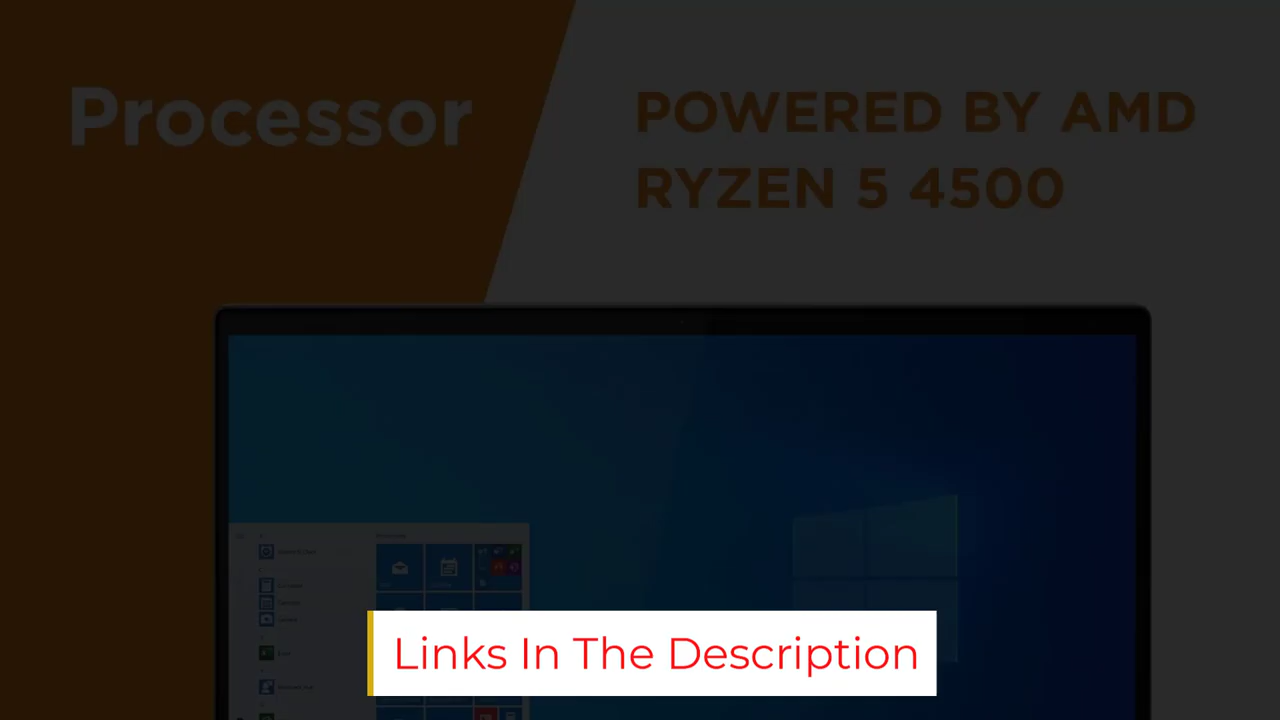 Processor
POWERED BY AMD
RYZEN 5 4500
Links In The Description